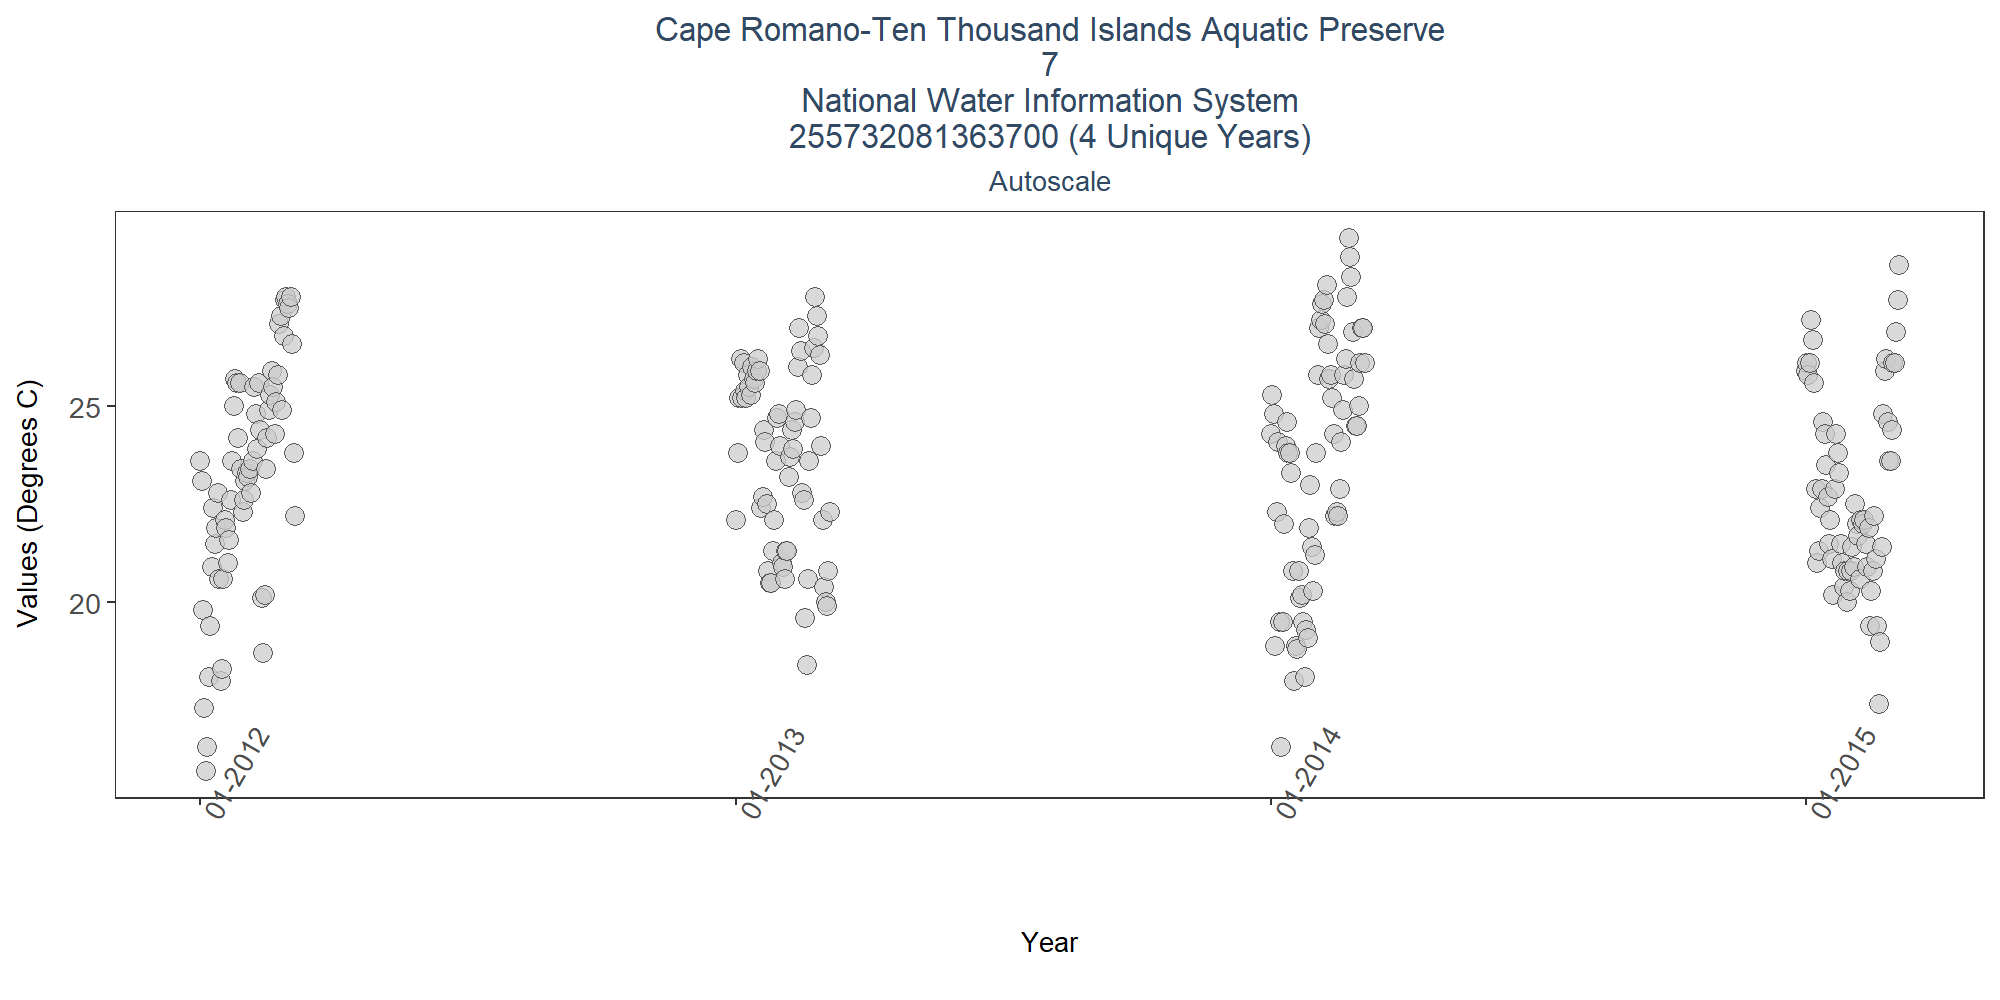 Cape Romano-Ten Thousand Islands Aquatic Preserve
7
National Water Information System
255732081363700 (4 Unique Years)
Autoscale
Values (Degrees C)
25
20
01-2012
01-2013
01-2014
01-2015
Year